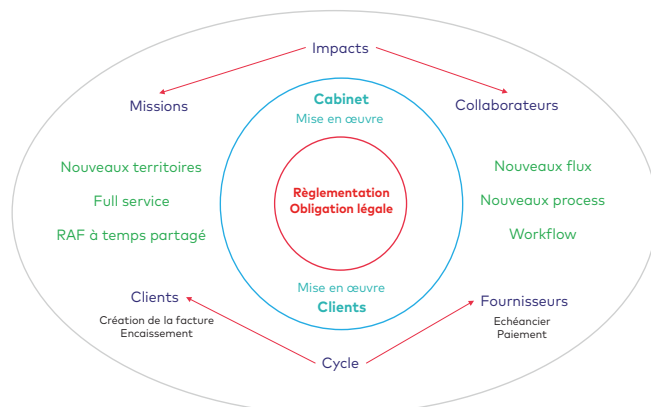 Impacts
Missions
Collaborateurs
Cabinet
Mise en œuvre
Nouveaux territoires
Full service
RAF à temps partagé
Règlementation
Obligation légale
Nouveaux flux
Nouveaux process
Workflow
Mise en œuvre
Clients
Clients
Création de la facture
Encaissement
Fournisseurs
Echéancier
Paiement
Cycle